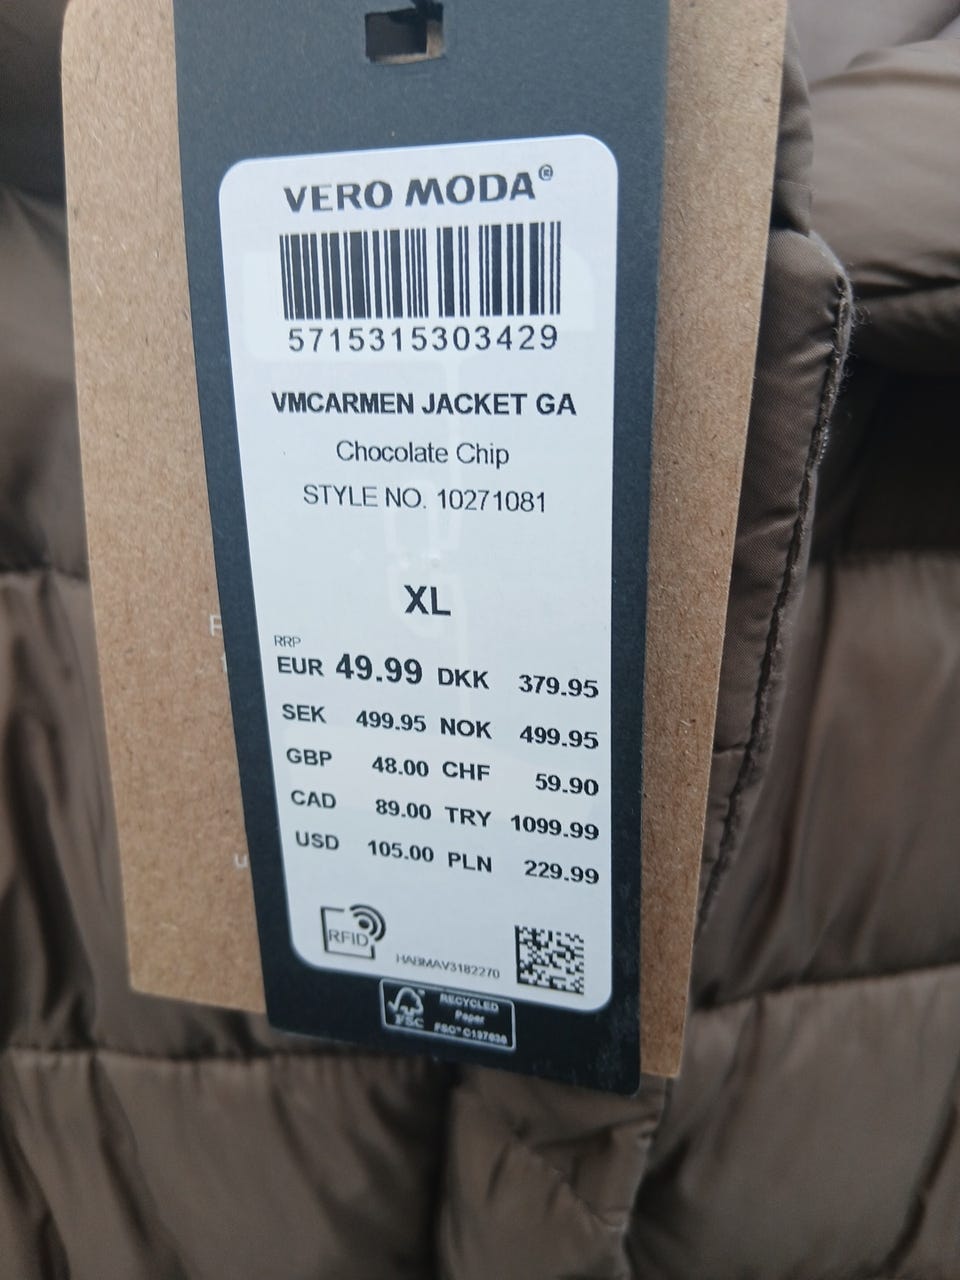 VERO MODA®
5715315303429
VMCARMEN JACKET GA
Chocolate Chip
STYLE NO. 10271081
XL
RRP
EUR 49.99 DKK 379.95
SEK 499.95 NOK 499.95
GBP 48.00 CHF 59.90
CAD 89.00 TRY 1099.99
USD 105.00 PLN 229.99
RFID
FSC
RECYCLED
Paper